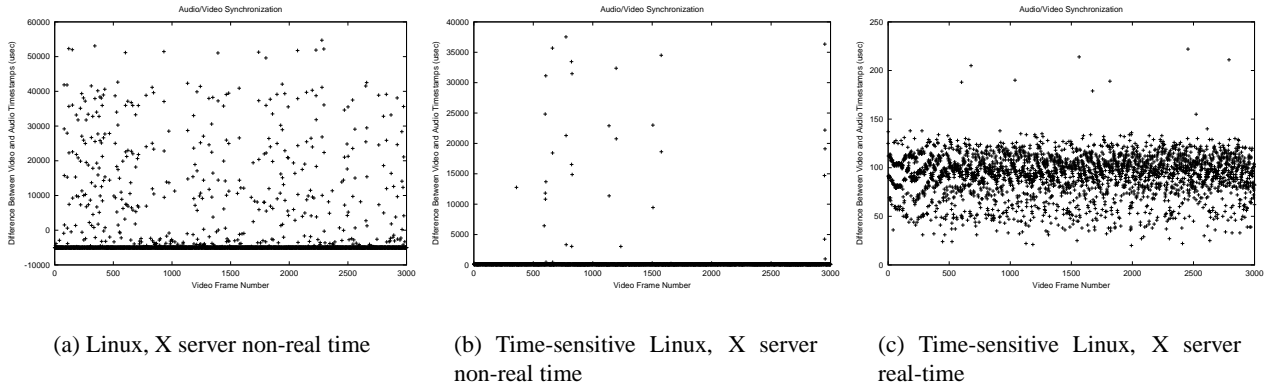 Audio/Video Synchronization
60000
50000
40000
30000
20000
10000
0
-10000
Difference Between Video and Audio Timestamps (usec)
0 500 1000 1500 2000 2500 3000
Video Frame Number
(a) Linux, X server non-real time
Audio/Video Synchronization
40000
35000
30000
25000
20000
15000
10000
5000
0
Difference Between Video and Audio Timestamps (usec)
0 500 1000 1500 2000 2500 3000
Video Frame Number
(b) Time-sensitive Linux, X server
non-real time
Audio/Video Synchronization
250
200
150
100
50
0
Difference Between Video and Audio Timestamps (usec)
0 500 1000 1500 2000 2500 3000
Video Frame Number
(c) Time-sensitive Linux, X server
real-time